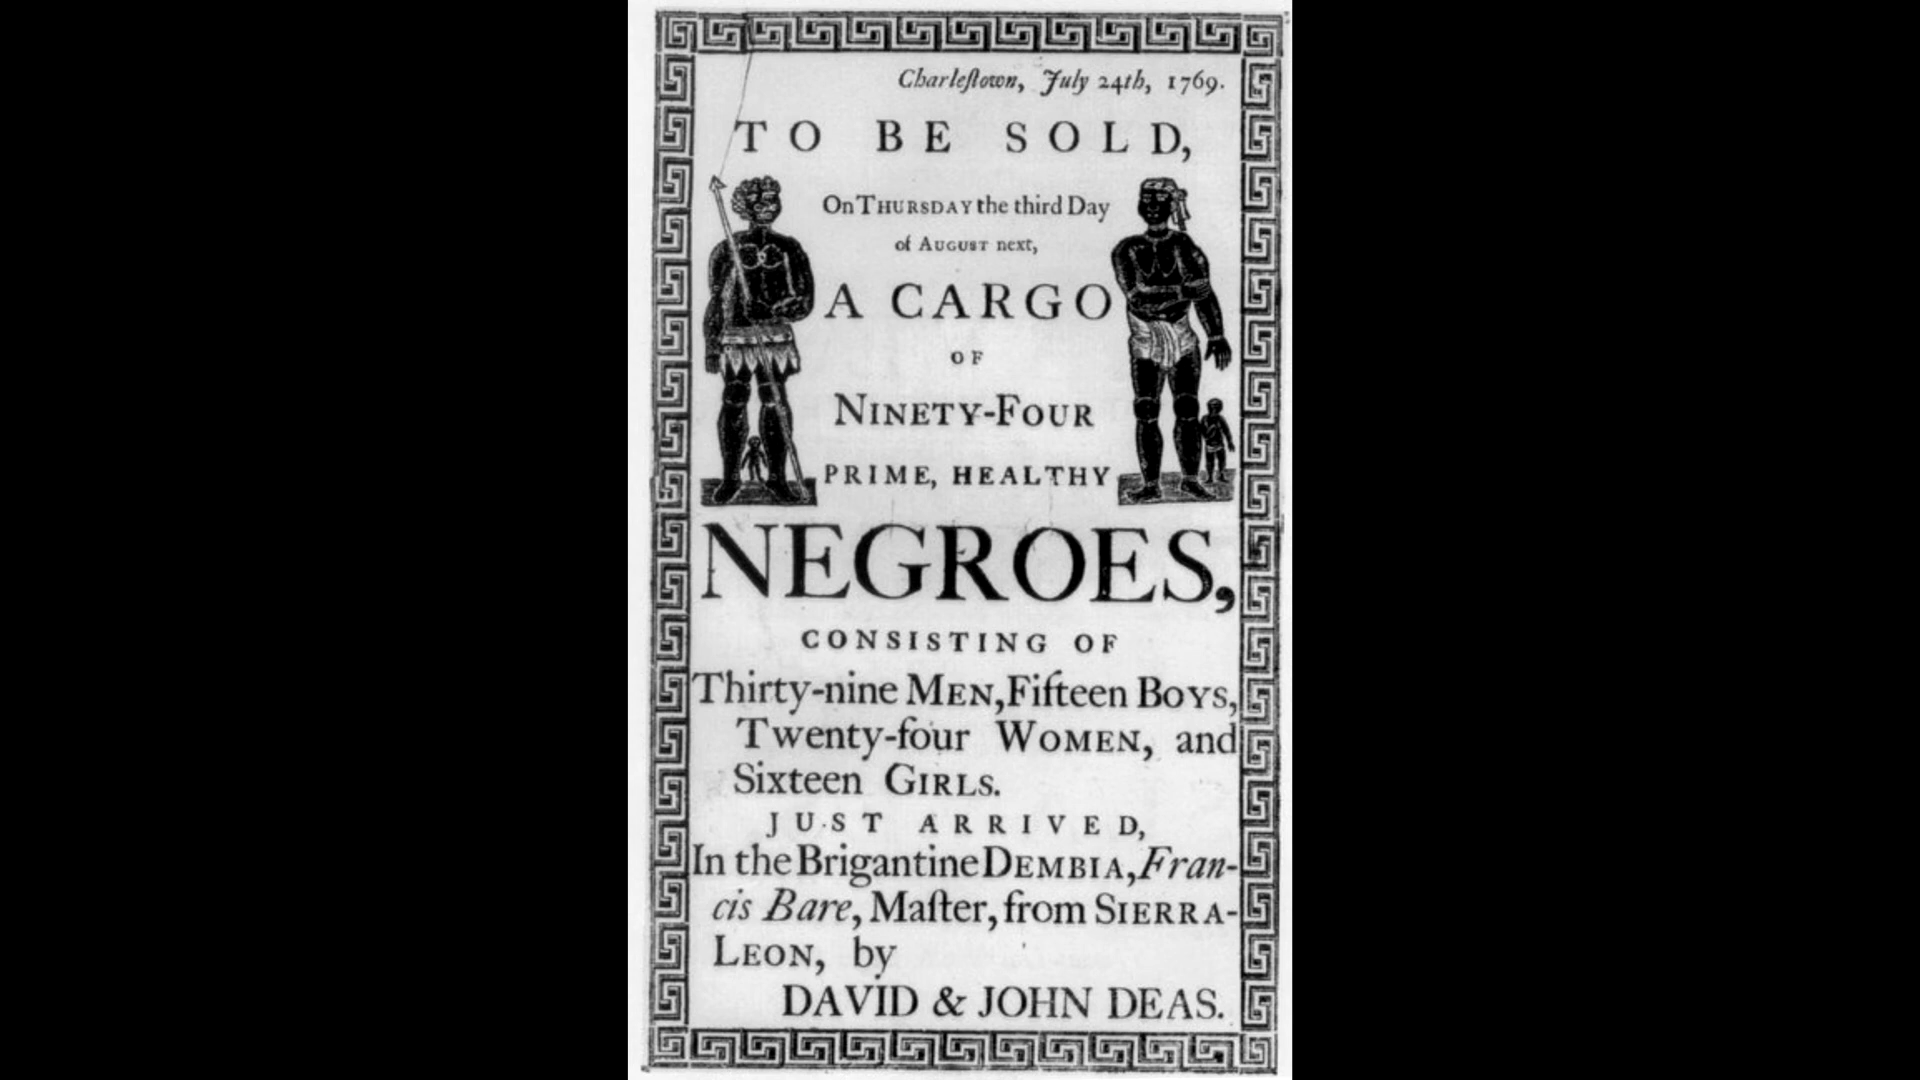 Charleſtown, July 24th, 1769.
TO BE SOLD,
On THURSDAY the third Day
of AUGUST next,
A CARGO
OF
NINETY-FOUR
PRIME, HEALTHY
NEGROES,
CONSISTING OF
Thirty-nine MEN, Fifteen BOYS,
Twenty-four WOMEN, and
Sixteen GIRLS.
JUST ARRIVED,
In the Brigantine DEMBIA, Fran-
cis Bare, Maſter, from SIERRA-
LEON, by
DAVID & JOHN DEAS.